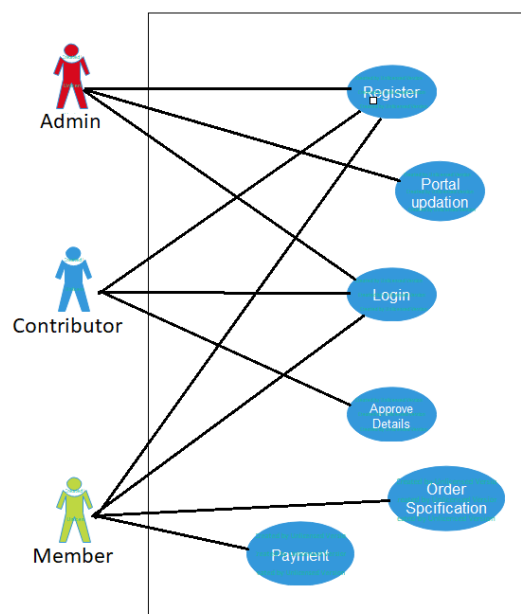 Admin
Register
Portal
updation
Contributor
Login
Approve
Details
Member
Order
Spcification
Payment